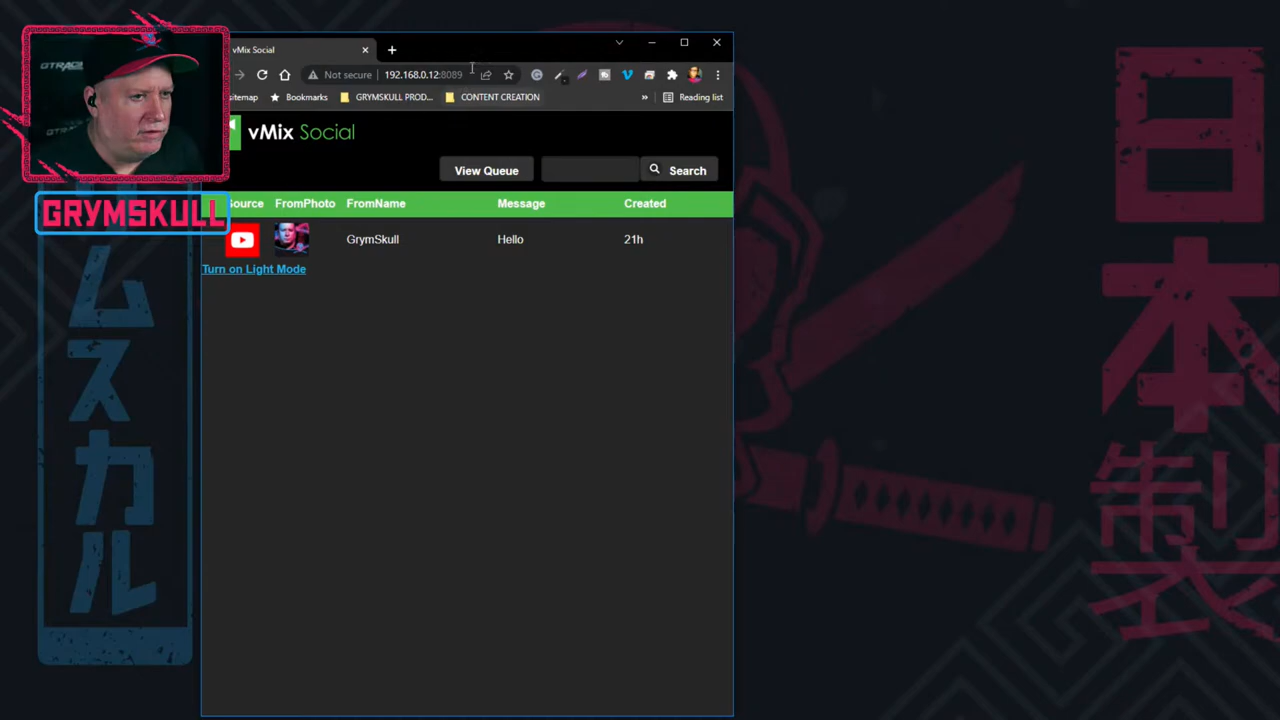 vMix Social
Not secure | 192.168.0.12:8089
sitemap Bookmarks GRYMSKULL PROD... CONTENT CREATION » Reading list
vMix Social
View Queue Search
Source FromPhoto FromName Message Created
GrymSkull Hello 21h
Turn on Light Mode
GRYMSKULL
GTRACING
ムスカル
日本製